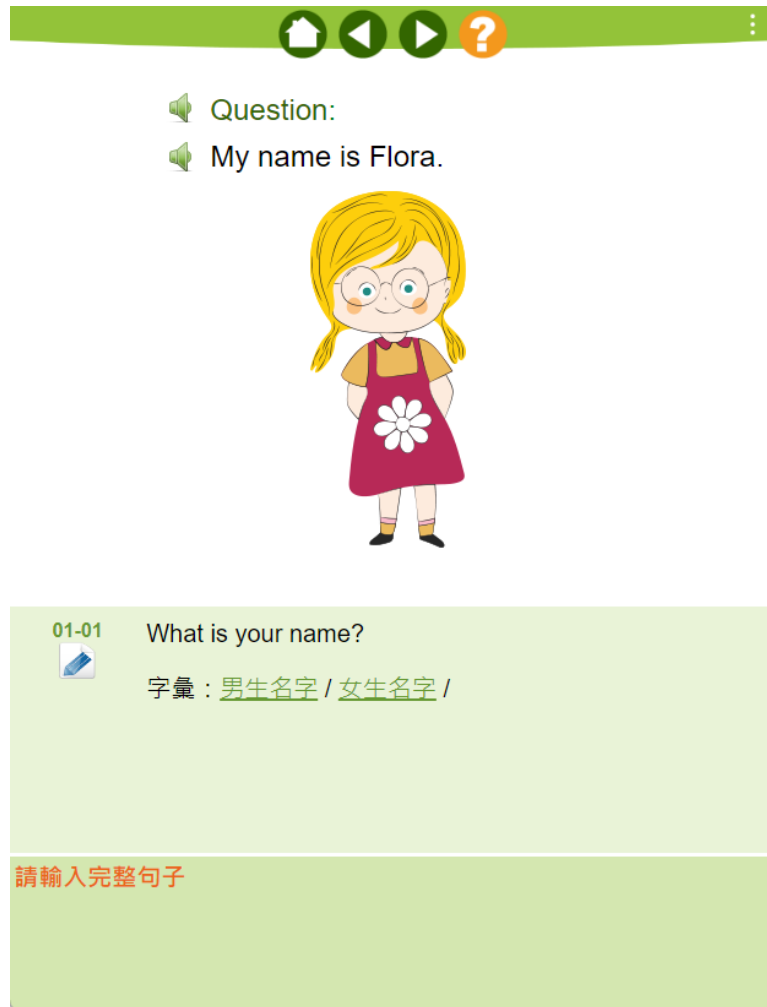 ?
Question:
My name is Flora.
01-01
What is your name?
字彙：男生名字 / 女生名字 /
請輸入完整句子